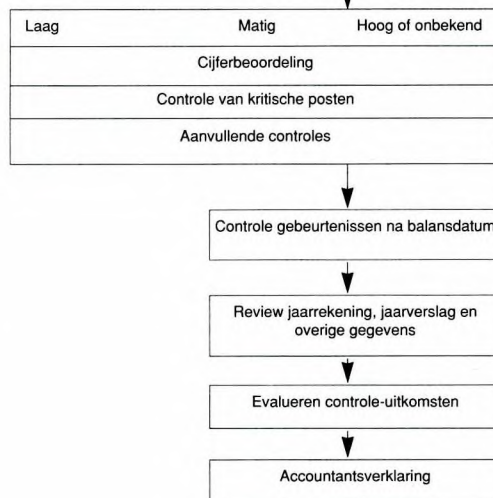 Laag Matig Hoog of onbekend
Cijferbeoordeling
Controle van kritische posten
Aanvullende controles
Controle gebeurtenissen na balansdatum
Review jaarrekening, jaarverslag en
overige gegevens
Evalueren controle-uitkomsten
Accountantsverklaring